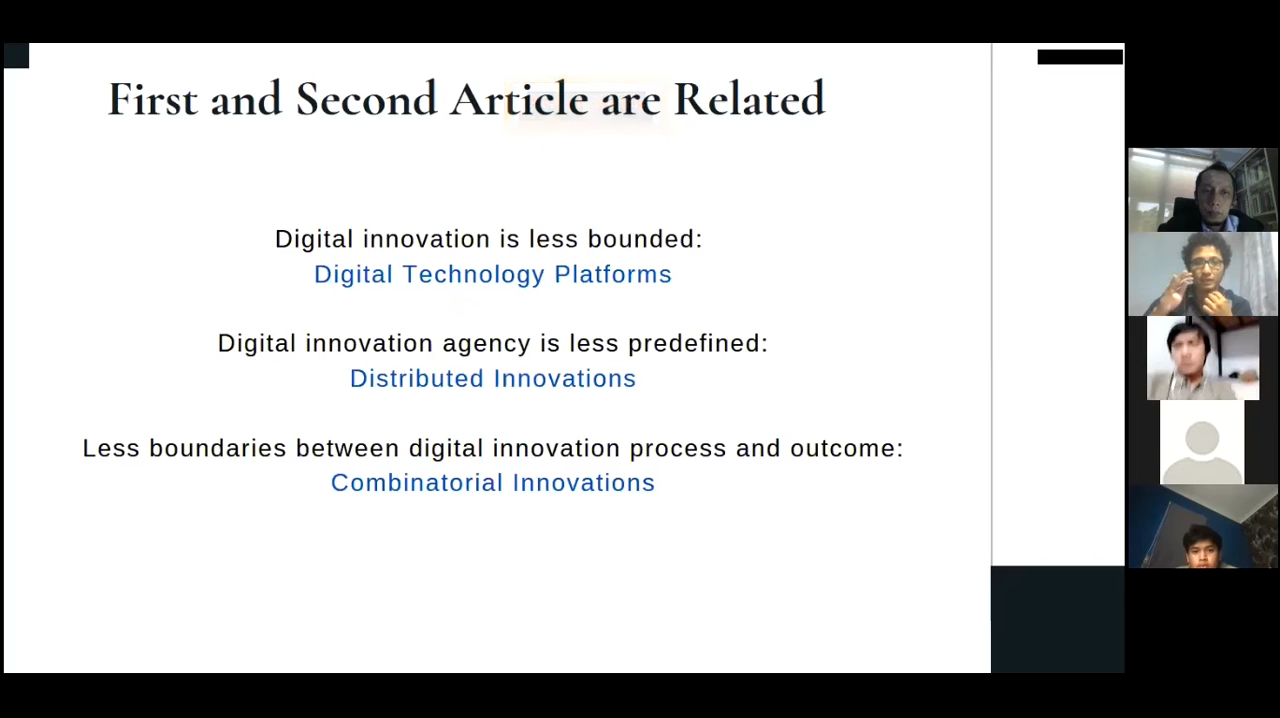 First and Second Article are Related
Digital innovation is less bounded:
Digital Technology Platforms
Digital innovation agency is less predefined:
Distributed Innovations
Less boundaries between digital innovation process and outcome:
Combinatorial Innovations